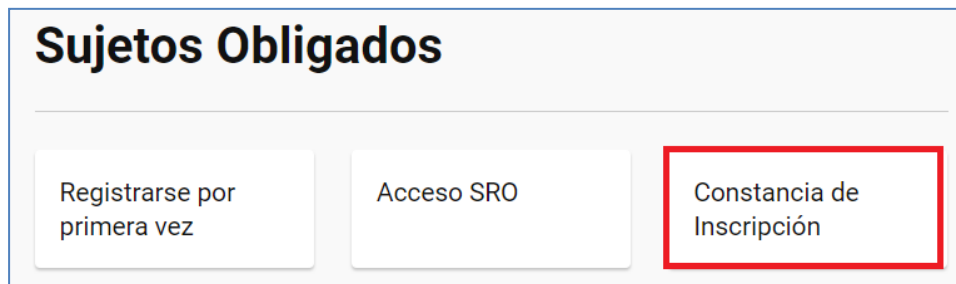 Sujetos Obligados
Registrarse por
primera vez
Acceso SRO
Constancia de
Inscripción